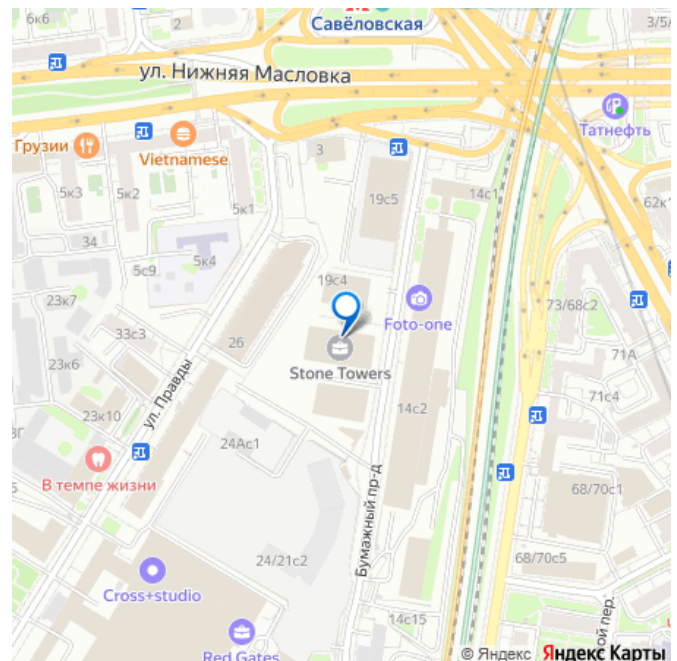 6к6
2
Савёловская
3/5
ул. Нижняя Масловка
Татнефть
Грузии
Vietnamese
3
5к3
5к2
19с5
14с1
62к1
5к1
34
5с9
5к4
19с4
23к7
73/68с2
Foto-one
33с3
26
71А
23к6
Stone Towers
ул. Правды
71с4
14с2
23к10
24Ас1
В темпе жизни
68/70с1
Бумажный пр-д
24/21с2
68/70с5
Cross+studio
14с15
ой пер.
Red Gates
© Яндекс Яндекс Карты